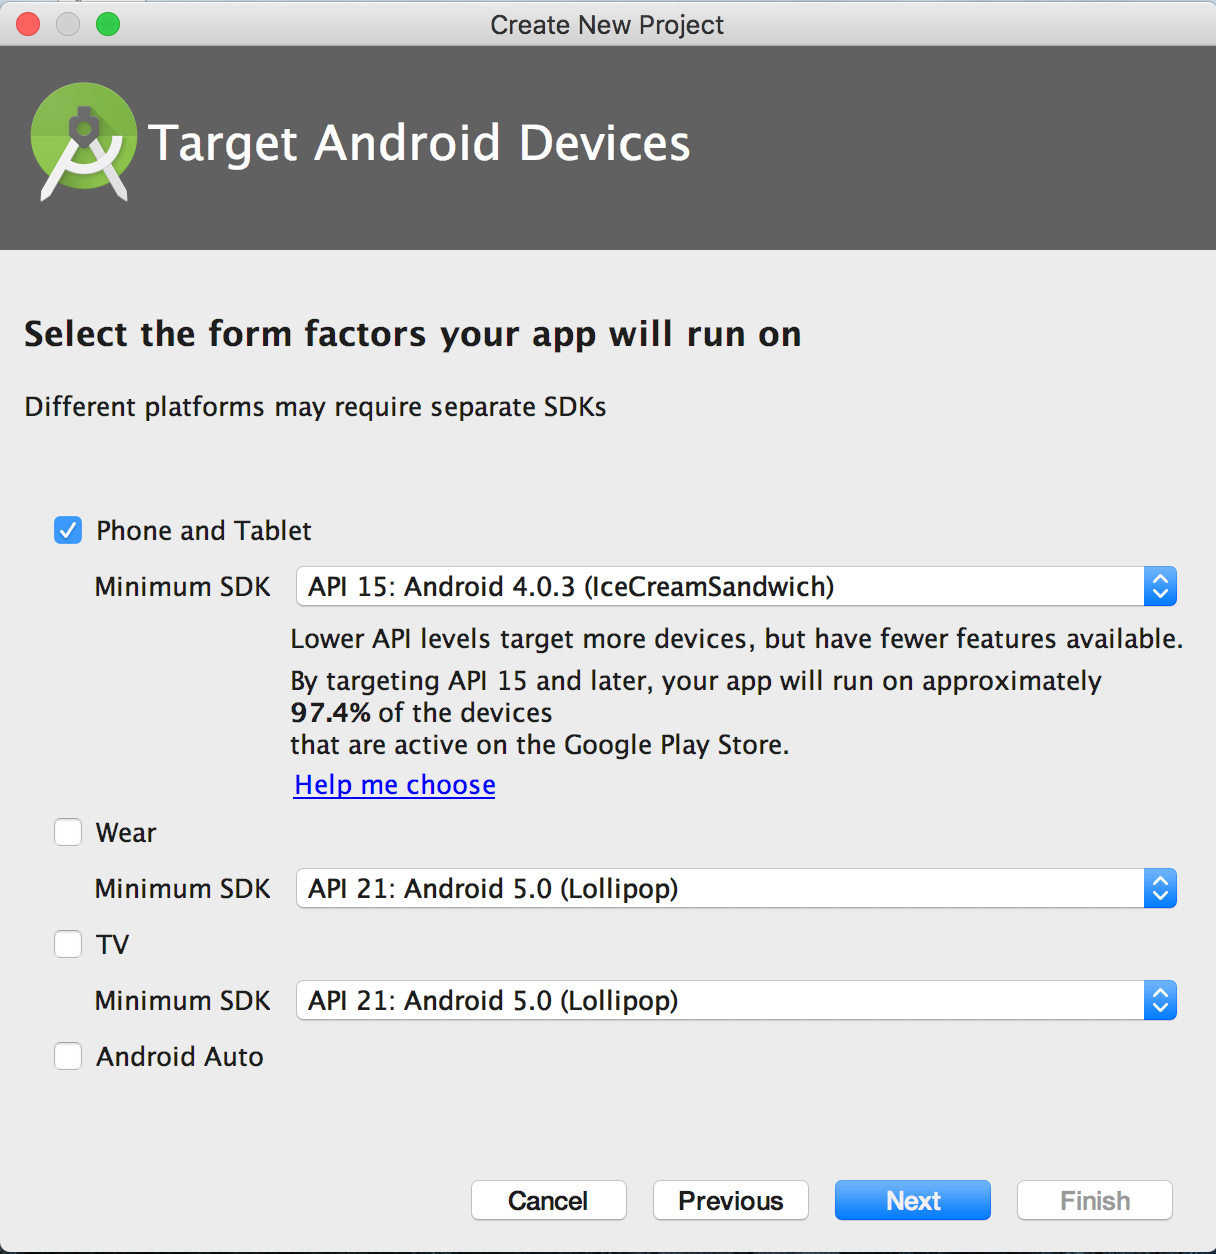 Create New Project
Target Android Devices
Select the form factors your app will run on
Different platforms may require separate SDKs
Phone and Tablet
Minimum SDK API 15: Android 4.0.3 (IceCreamSandwich)
Lower API levels target more devices, but have fewer features available.
By targeting API 15 and later, your app will run on approximately
97.4% of the devices
that are active on the Google Play Store.
Help me choose
Wear
Minimum SDK API 21: Android 5.0 (Lollipop)
TV
Minimum SDK API 21: Android 5.0 (Lollipop)
Android Auto
Cancel Previous Next Finish